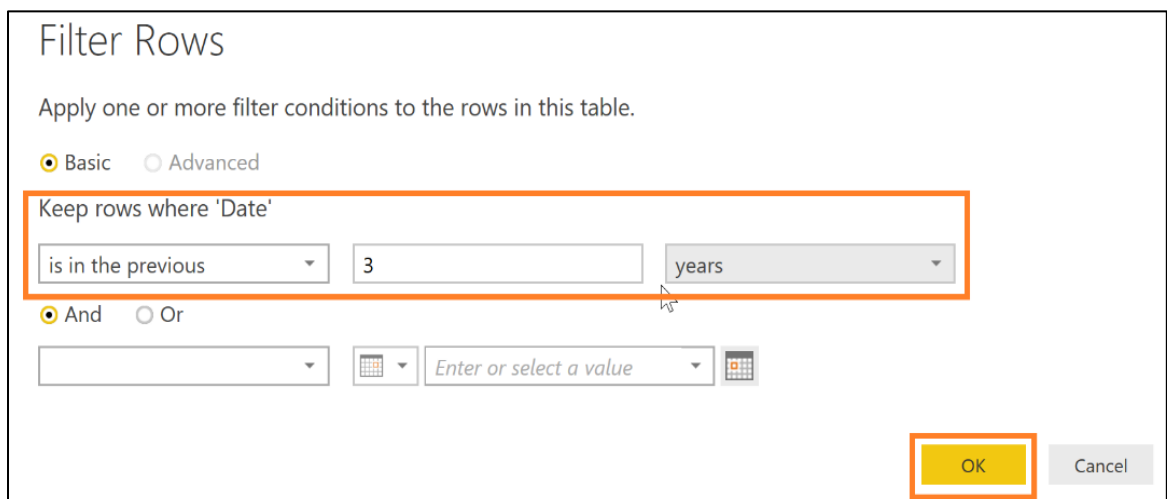 Filter Rows
Apply one or more filter conditions to the rows in this table.
Basic Advanced
Keep rows where 'Date'
is in the previous 3 years
And Or
Enter or select a value
OK Cancel